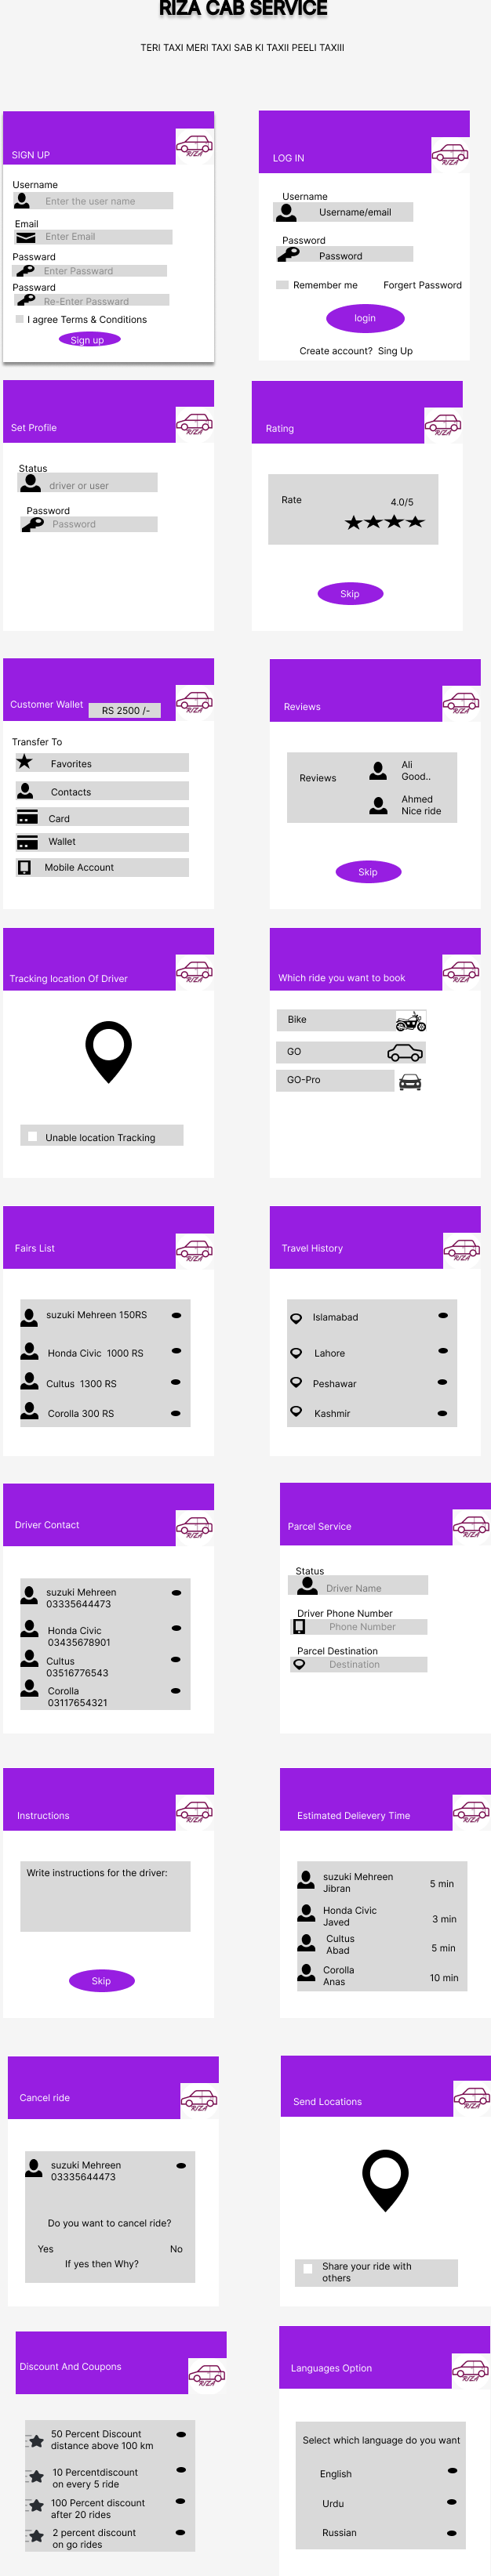 RIZA CAB SERVICE
TERI TAXI MERI TAXI SAB KI TAXII PEELI TAXIII
SIGN UP
RIZA
Username
Enter the user name
Email
Enter Email
Password
Enter Password
Password
Re-Enter Password
I agree Terms & Conditions
Sign up
LOG IN
RIZA
Username
Username/email
Password
Password
Remember me
Forgert Password
login
Create account?  Sing Up
Set Profile
RIZA
Status
driver or user
Password
Password
Rating
RIZA
Rate
4.0/5
Skip
Customer Wallet
RS 2500 /-
RIZA
Transfer To
Favorites
Contacts
Card
Wallet
Mobile Account
Reviews
RIZA
Reviews
Ali
Good..
Ahmed
Nice ride
Skip
Tracking location Of Driver
RIZA
Unable location Tracking
Which ride you want to book
RIZA
Bike
GO
GO-Pro
Fairs List
RIZA
suzuki Mehreen 150RS
Honda Civic  1000 RS
Cultus  1300 RS
Corolla 300 RS
Travel History
RIZA
Islamabad
Lahore
Peshawar
Kashmir
Driver Contact
RIZA
suzuki Mehreen
03335644473
Honda Civic
03435678901
Cultus
03516776543
Corolla
03117654321
Parcel Service
RIZA
Status
Driver Name
Driver Phone Number
Phone Number
Parcel Destination
Destination
Instructions
RIZA
Write instructions for the driver:
Skip
Estimated Delievery Time
RIZA
suzuki Mehreen
Jibran
5 min
Honda Civic
Javed
3 min
Cultus
Abad
5 min
Corolla
Anas
10 min
Cancel ride
RIZA
suzuki Mehreen
03335644473
Do you want to cancel ride?
Yes
No
If yes then Why?
Send Locations
RIZA
Share your ride with
others
Discount And Coupons
RIZA
50 Percent Discount
distance above 100 km
10 Percentdiscount
on every 5 ride
100 Percent discount
after 20 rides
2 percent discount
on go rides
Languages Option
RIZA
Select which language do you want
English
Urdu
Russian